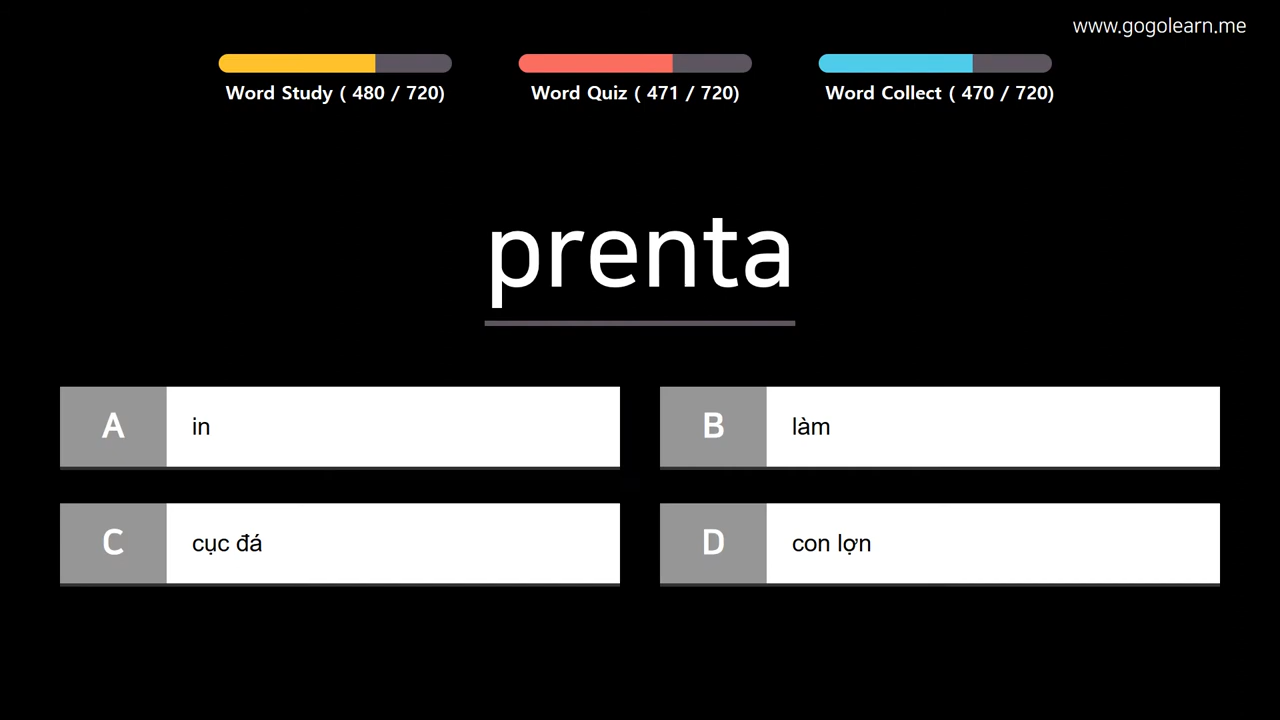 www.gogolearn.me
Word Study ( 480 / 720)
Word Quiz ( 471 / 720)
Word Collect ( 470 / 720)
prenta
A in
B làm
C cục đá
D con lợn